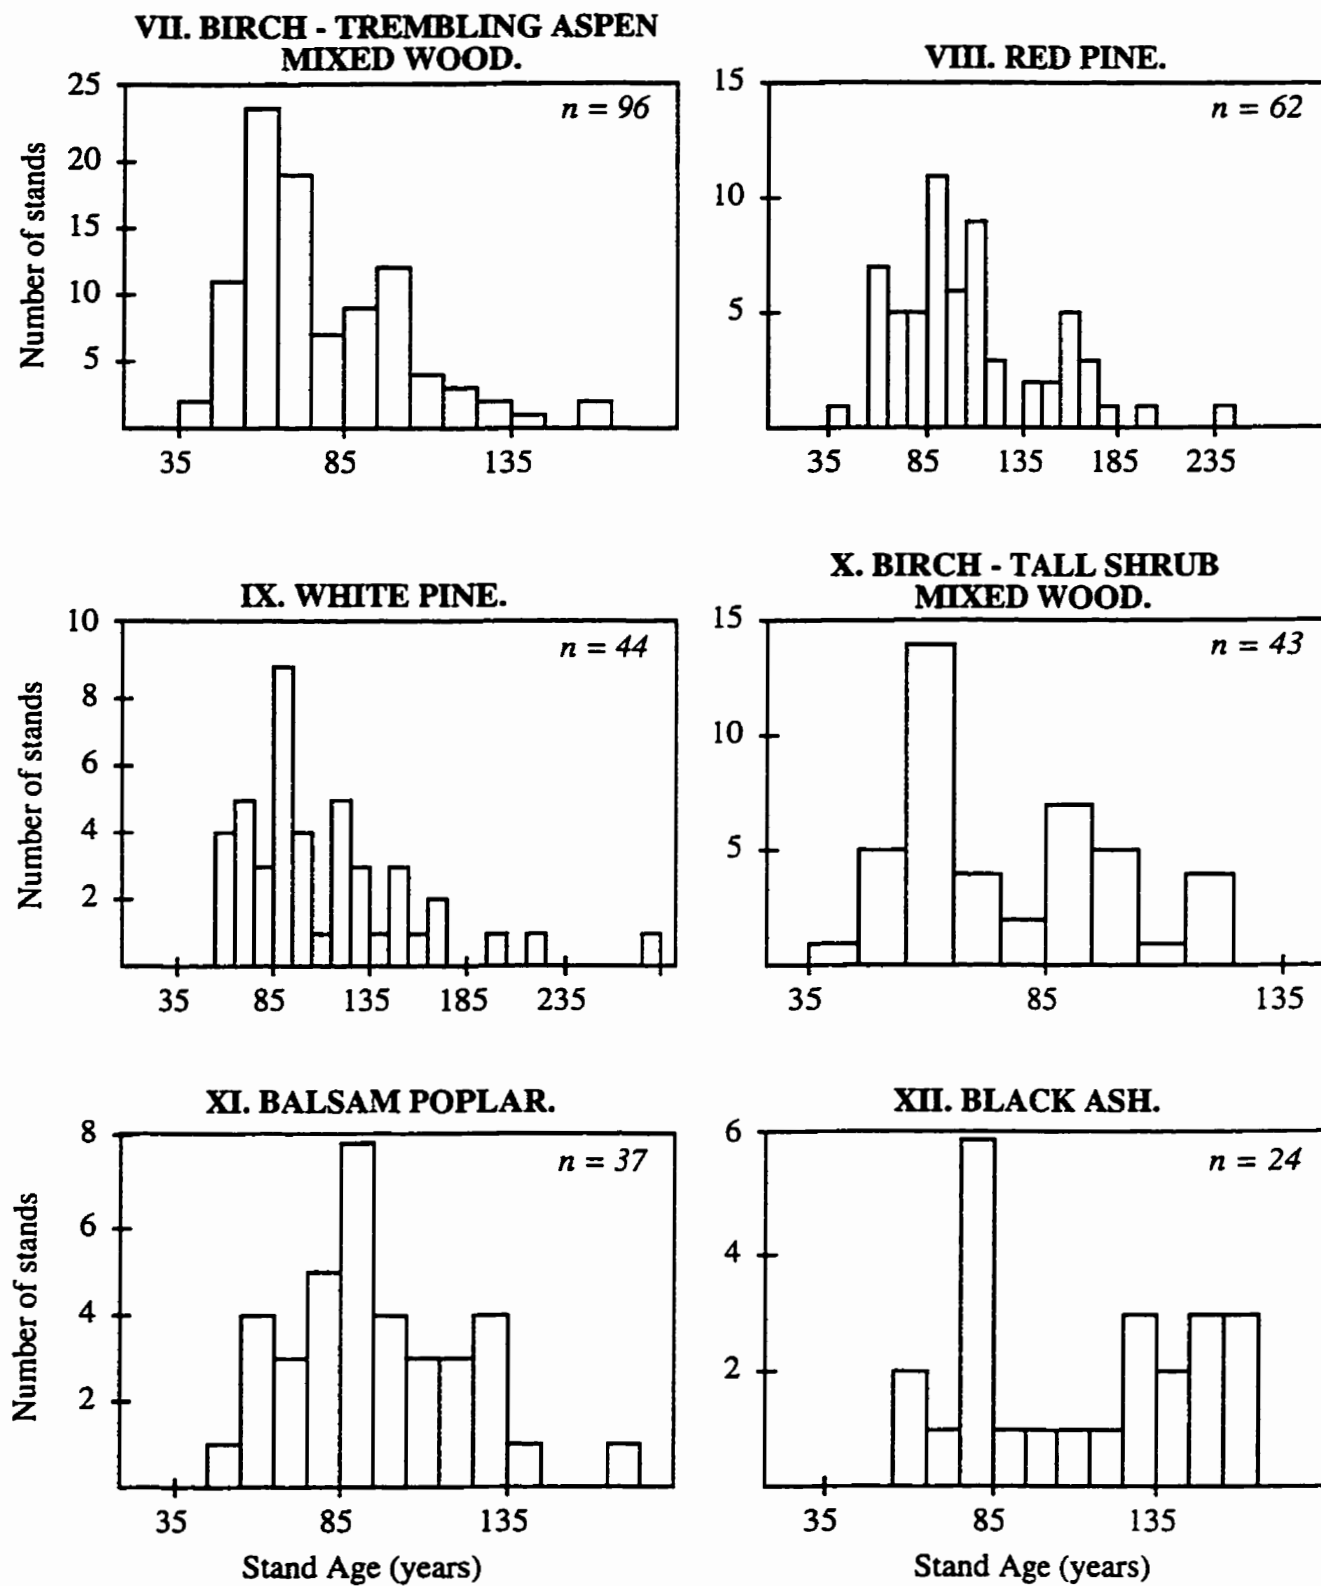 VII. BIRCH - TREMBLING ASPEN
MIXED WOOD.
25
20
15
10
5
Number of stands
n = 96
35 85 135
VIII. RED PINE.
15
10
5
n = 62
35 85 135 185 235
IX. WHITE PINE.
10
8
6
4
2
Number of stands
n = 44
35 85 135 185 235
X. BIRCH - TALL SHRUB
MIXED WOOD.
15
10
5
n = 43
35 85 135
XI. BALSAM POPLAR.
8
6
4
2
Number of stands
n = 37
35 85 135
Stand Age (years)
XII. BLACK ASH.
6
4
2
n = 24
35 85 135
Stand Age (years)